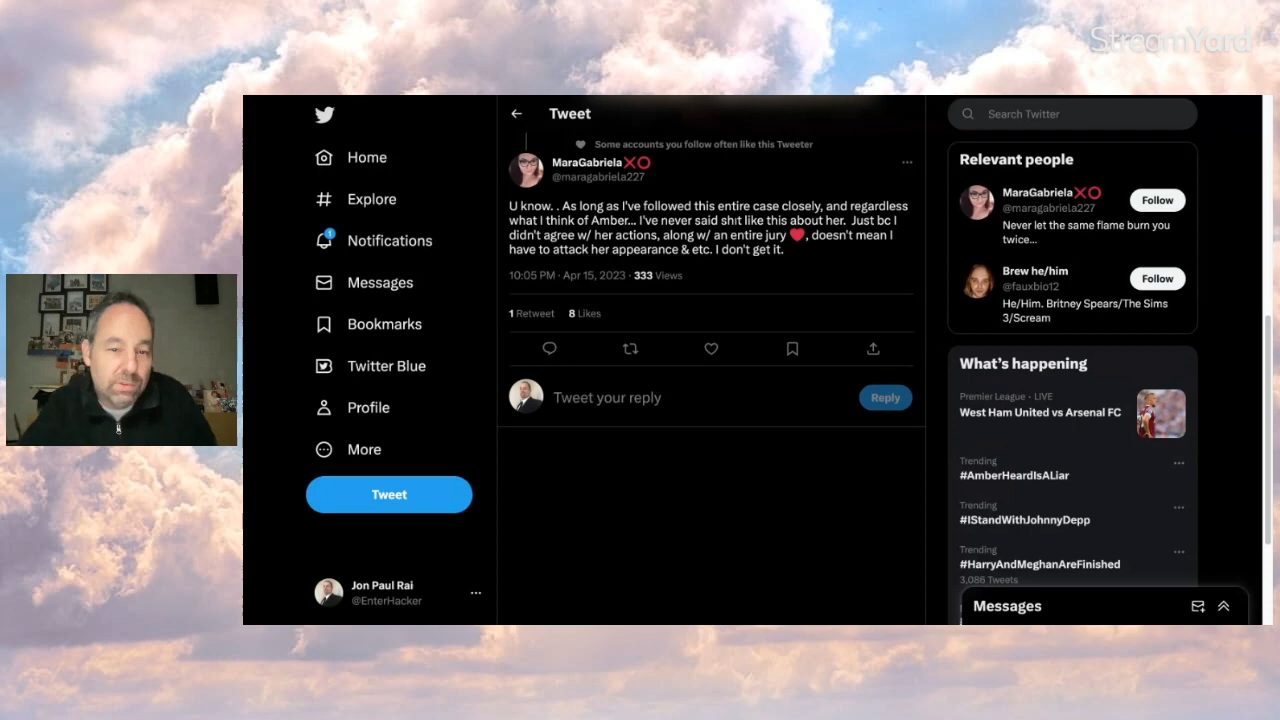 StreamYard
Home
Explore
1
Notifications
Messages
Bookmarks
Twitter Blue
Profile
More
Tweet
Jon Paul Rai
@EnterHacker
Tweet
Some accounts you follow often like this Tweeter
MaraGabriela❌⭕
@maragabriela227
U know. . As long as I've followed this entire case closely, and regardless
what I think of Amber... I've never said sh!t like this about her. Just bc I
didn't agree w/ her actions, along w/ an entire jury ❤️, doesn't mean I
have to attack her appearance & etc. I don't get it.
10:05 PM · Apr 15, 2023 · 333 Views
1 Retweet 8 Likes
Tweet your reply
Reply
Search Twitter
Relevant people
MaraGabriela❌⭕
@maragabriela227
Follow
Never let the same flame burn you
twice...
Brew he/him
@fauxbio12
Follow
He/Him. Britney Spears/The Sims
3/Scream
What's happening
Premier League · LIVE
West Ham United vs Arsenal FC
Trending
#AmberHeardIsALiar
Trending
#IStandWithJohnnyDepp
Trending
#HarryAndMeghanAreFinished
3,086 Tweets
Messages